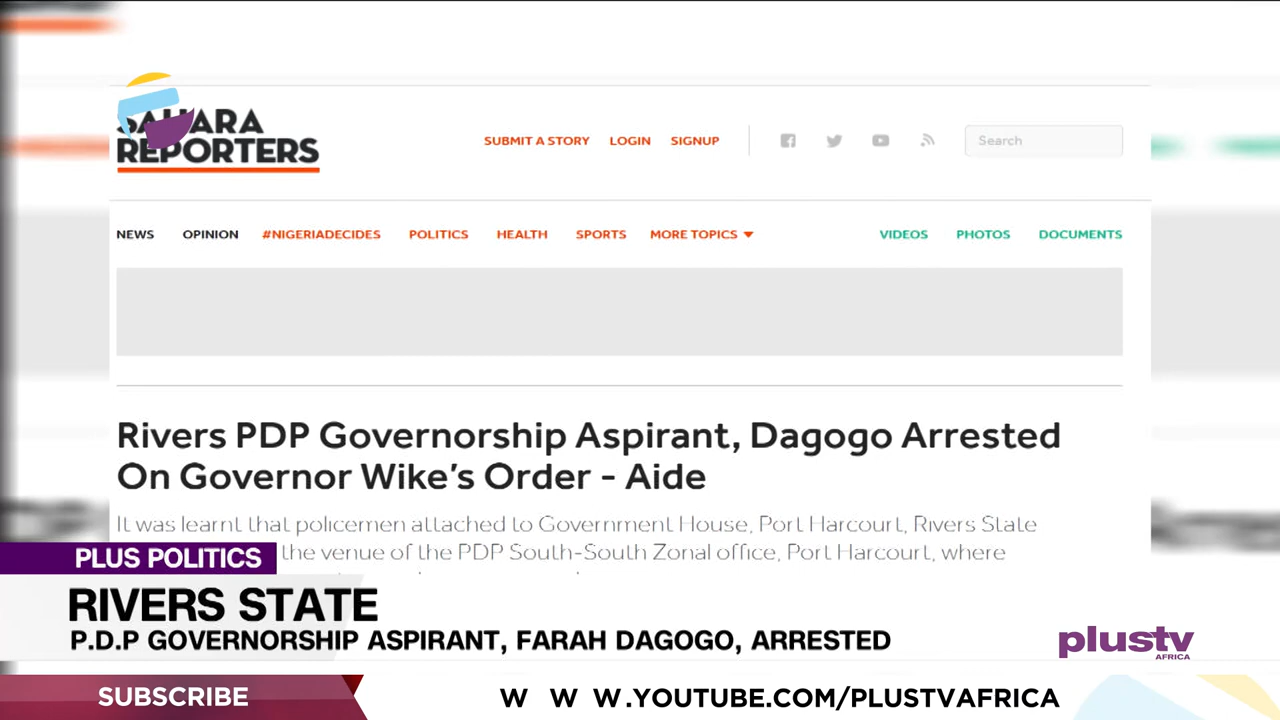 SAHARA
REPORTERS
SUBMIT A STORY LOGIN SIGNUP
Search
NEWS OPINION #NIGERIADECIDES POLITICS HEALTH SPORTS MORE TOPICS VIDEOS PHOTOS DOCUMENTS
Rivers PDP Governorship Aspirant, Dagogo Arrested
On Governor Wike's Order - Aide
It was learnt that policemen attached to Government House, Port Harcourt, Rivers State
the venue of the PDP South-South Zonal office, Port Harcourt, where
PLUS POLITICS
RIVERS STATE
P.D.P GOVERNORSHIP ASPIRANT, FARAH DAGOGO, ARRESTED
plustv
AFRICA
SUBSCRIBE
W W W.YOUTUBE.COM/PLUSTVAFRICA